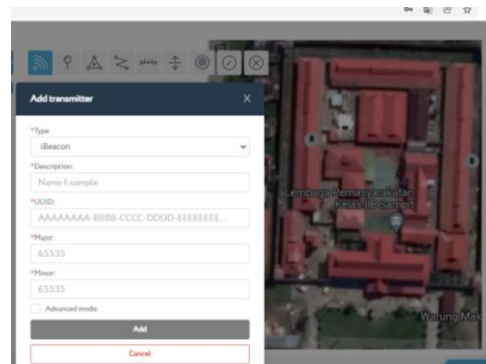 Add transmitter
X
*Type
iBeacon
*Description:
Name Example
*UUID:
AAAAAAAA-BBBB-CCCC-DDDD-EEEEEEEE...
*Major:
65535
*Minor:
65535
Advanced mode:
Add
Cancel
Lembaga Pemasyarakatan
Kelas IIB Sampit
Warung Mak